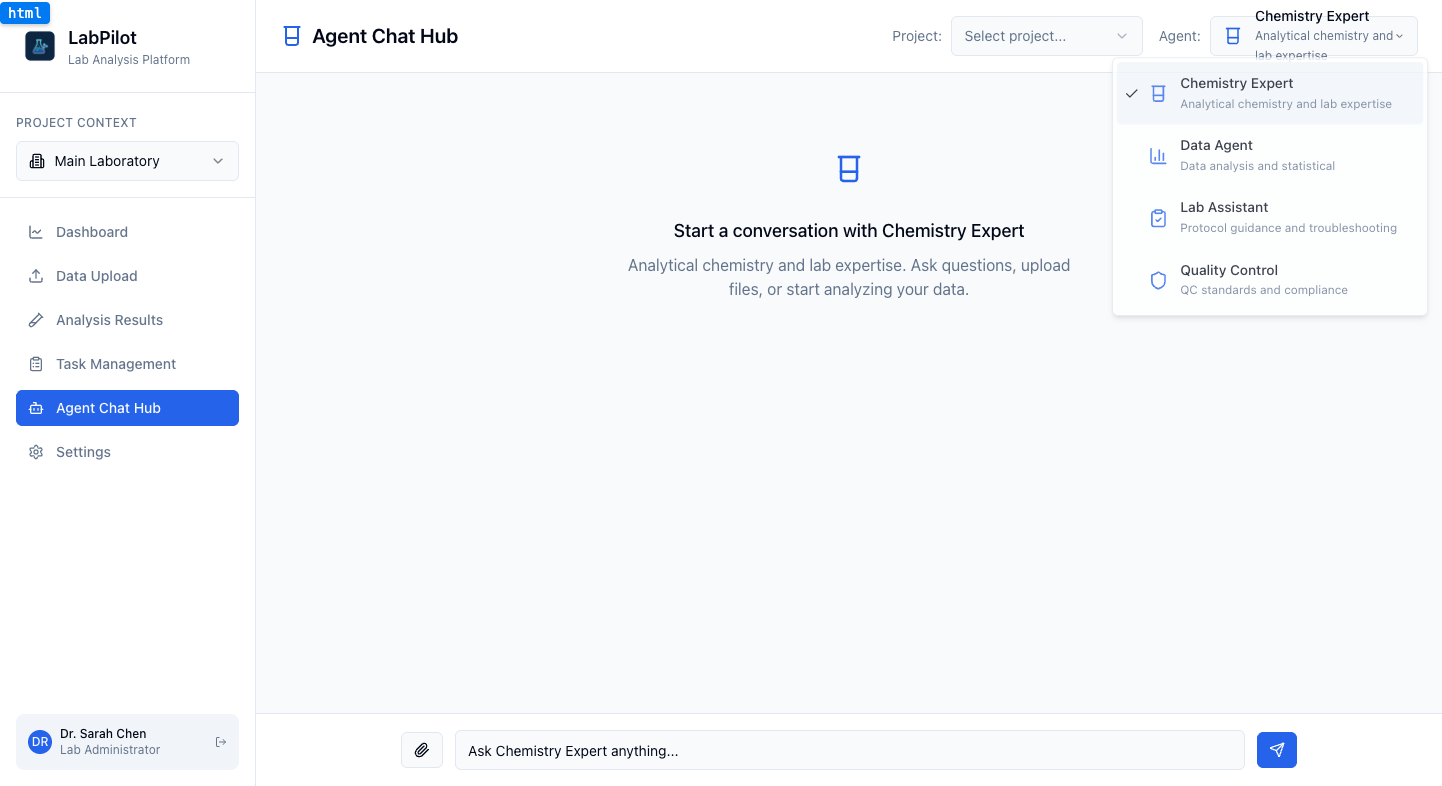 html
LabPilot
Lab Analysis Platform
PROJECT CONTEXT
Main Laboratory
Dashboard
Data Upload
Analysis Results
Task Management
Agent Chat Hub
Settings
DR
Dr. Sarah Chen
Lab Administrator
Agent Chat Hub
Project:
Select project...
Agent:
Chemistry Expert
Analytical chemistry and
lab expertise
Chemistry Expert
Analytical chemistry and lab expertise
Data Agent
Data analysis and statistical
Lab Assistant
Protocol guidance and troubleshooting
Quality Control
QC standards and compliance
Start a conversation with Chemistry Expert
Analytical chemistry and lab expertise. Ask questions, upload
files, or start analyzing your data.
Ask Chemistry Expert anything...